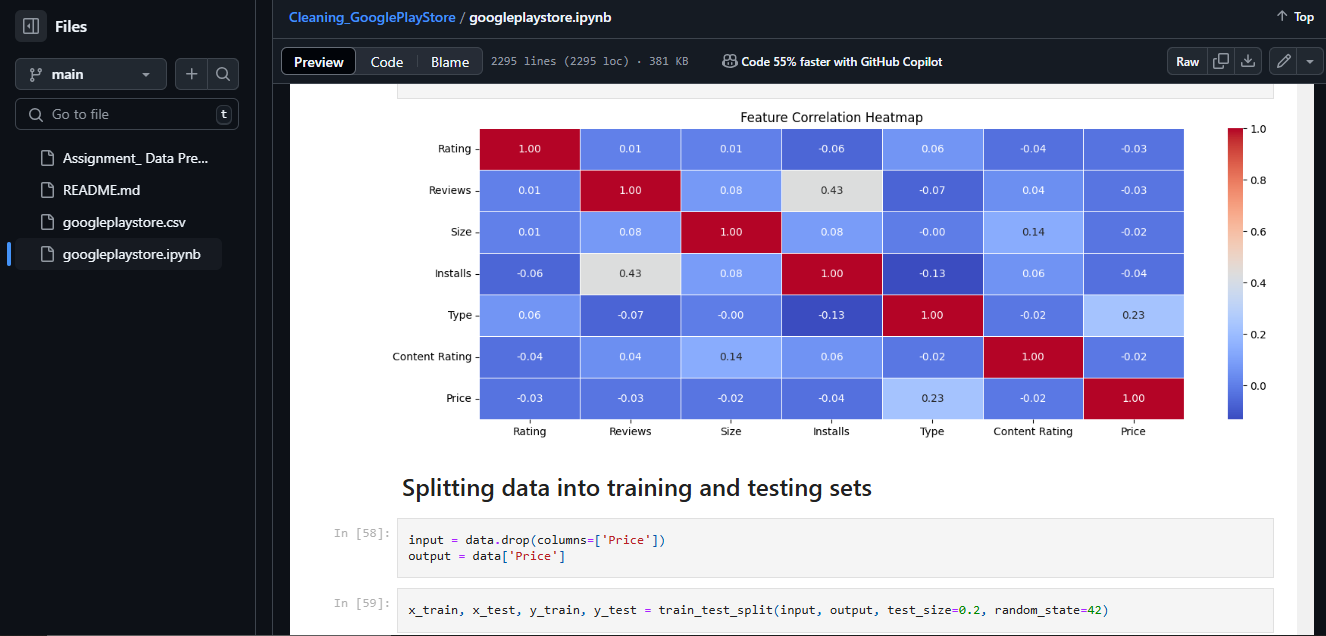 Files
main
Go to file
t
Assignment_ Data Pre...
README.md
googleplaystore.csv
googleplaystore.ipynb
Cleaning_GooglePlayStore / googleplaystore.ipynb
Top
Preview Code Blame 2295 lines (2295 loc) · 381 KB Code 55% faster with GitHub Copilot Raw
Feature Correlation Heatmap
Rating 1.00 0.01 0.01 -0.06 0.06 -0.04 -0.03
Reviews 0.01 1.00 0.08 0.43 -0.07 0.04 -0.03
Size 0.01 0.08 1.00 0.08 -0.00 0.14 -0.02
Installs -0.06 0.43 0.08 1.00 -0.13 0.06 -0.04
Type 0.06 -0.07 -0.00 -0.13 1.00 -0.02 0.23
Content Rating -0.04 0.04 0.14 0.06 -0.02 1.00 -0.02
Price -0.03 -0.03 -0.02 -0.04 0.23 -0.02 1.00
Rating Reviews Size Installs Type Content Rating Price
1.0
0.8
0.6
0.4
0.2
0.0
Splitting data into training and testing sets
In [58]:
input = data.drop(columns=['Price'])
output = data['Price']
In [59]:
x_train, x_test, y_train, y_test = train_test_split(input, output, test_size=0.2, random_state=42)